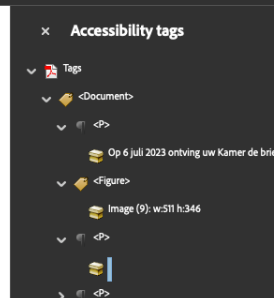 × Accessibility tags
Tags
<Document>
<P>
Op 6 juli 2023 ontving uw Kamer de brie
<Figure>
Image (9): w:511 h:346
<P>
<P>